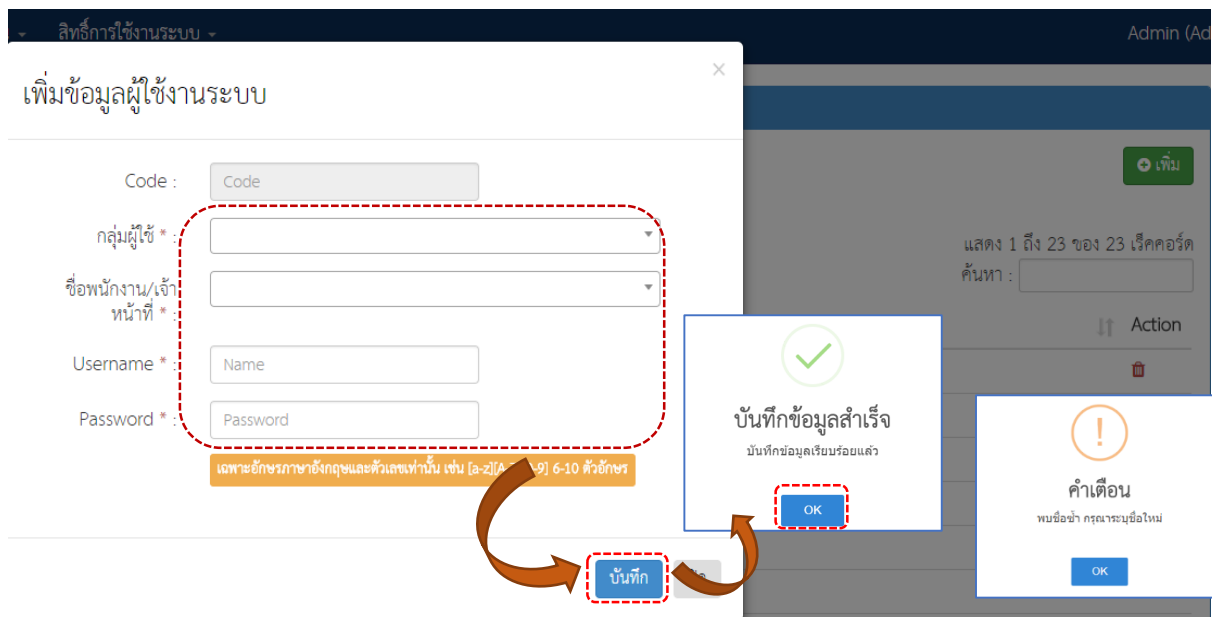 สิทธิ์การใช้งานระบบ
Admin (Ad
เพิ่มข้อมูลผู้ใช้งานระบบ
×
เพิ่ม
Code :
Code
กลุ่มผู้ใช้ * :
แสดง 1 ถึง 23 ของ 23 เร็คคอร์ด
ค้นหา :
ชื่อพนักงาน/เจ้า
หน้าที่ * :
Action
Username * :
Name
Password * :
Password
เฉพาะอักษรภาษาอังกฤษและตัวเลขเท่านั้น เช่น [a-z][A -9] 6-10 ตัวอักษร
บันทึกข้อมูลสำเร็จ
บันทึกข้อมูลเรียบร้อยแล้ว
OK
คำเตือน
พบชื่อซ้ำ กรุณาระบุชื่อใหม่
OK
บันทึก